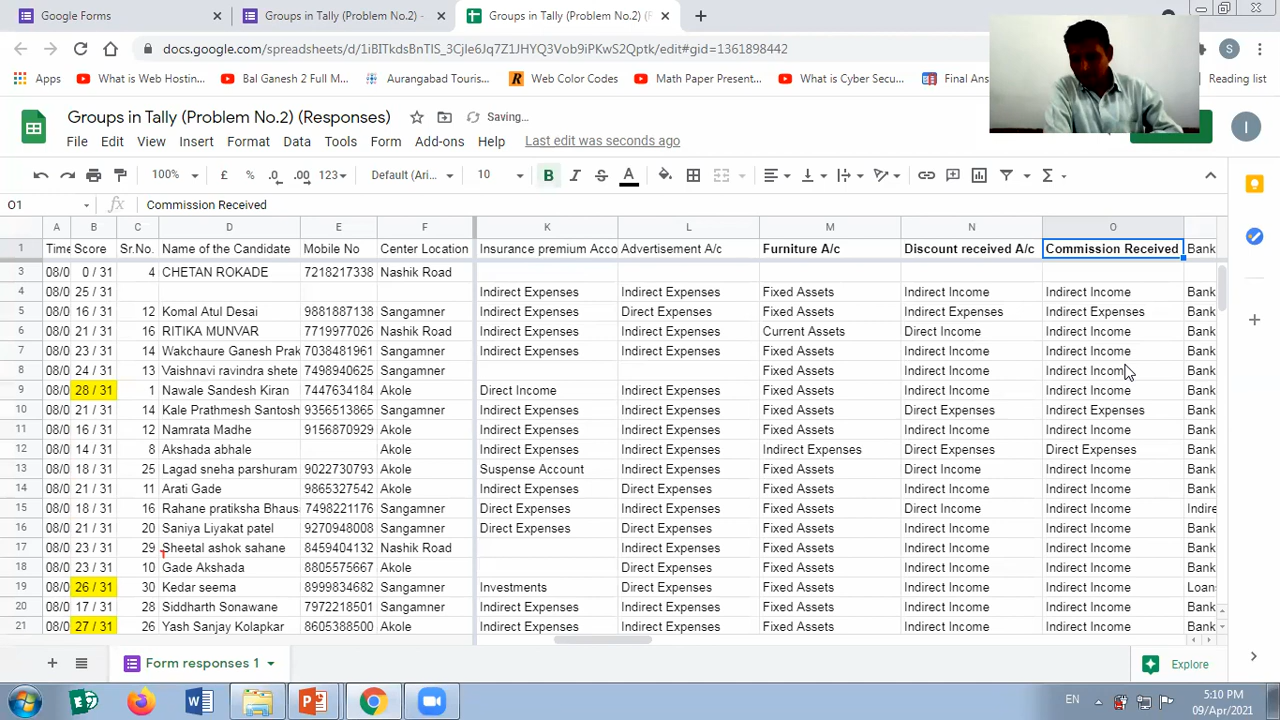 Google Forms
Groups in Tally (Problem No.2) -
Groups in Tally (Problem No.2) (
docs.google.com/spreadsheets/d/1iBITkdsBnTlS_3Cjle6Jq7Z1JHYQ3Vob9iPKwS2Qptk/edit#gid=1361898442
Apps What is Web Hostin... Bal Ganesh 2 Full M... Aurangabad Touris... Web Color Codes Math Paper Present... What is Cyber Secu... Final Ans Reading list
Groups in Tally (Problem No.2) (Responses) Saving...
File Edit View Insert Format Data Tools Form Add-ons Help Last edit was seconds ago
100% £ % .0 .00 123 Default (Ari... 10 B I S A Σ
O1 fx Commission Received
A B C D E F K L M N O
1 Time Score Sr.No. Name of the Candidate Mobile No Center Location Insurance premium Acco Advertisement A/c Furniture A/c Discount received A/c Commission Received Bank
3 08/0 0 / 31 4 CHETAN ROKADE 7218217338 Nashik Road
4 08/0 25 / 31 Indirect Expenses Indirect Expenses Fixed Assets Indirect Income Indirect Income Bank
5 08/0 16 / 31 12 Komal Atul Desai 9881887138 Sangamner Indirect Expenses Direct Expenses Fixed Assets Indirect Expenses Indirect Expenses Bank
6 08/0 21 / 31 16 RITIKA MUNVAR 7719977026 Nashik Road Indirect Expenses Indirect Expenses Current Assets Direct Income Indirect Income Bank
7 08/0 23 / 31 14 Wakchaure Ganesh Prak 7038481961 Sangamner Indirect Expenses Indirect Expenses Fixed Assets Indirect Income Indirect Income Bank
8 08/0 24 / 31 13 Vaishnavi ravindra shete 7498940625 Sangamner Fixed Assets Indirect Income Indirect Income Bank
9 08/0 28 / 31 1 Nawale Sandesh Kiran 7447634184 Akole Direct Income Indirect Expenses Fixed Assets Indirect Income Indirect Income Bank
10 08/0 21 / 31 14 Kale Prathmesh Santosh 9356513865 Sangamner Indirect Expenses Indirect Expenses Fixed Assets Direct Expenses Indirect Expenses Bank
11 08/0 16 / 31 12 Namrata Madhe 9156870929 Akole Indirect Expenses Indirect Expenses Fixed Assets Indirect Income Indirect Income Bank
12 08/0 14 / 31 8 Akshada abhale Akole Indirect Expenses Indirect Expenses Indirect Expenses Direct Expenses Direct Expenses Bank
13 08/0 18 / 31 25 Lagad sneha parshuram 9022730793 Akole Suspense Account Indirect Expenses Fixed Assets Direct Income Indirect Income Bank
14 08/0 21 / 31 11 Arati Gade 9865327542 Akole Indirect Expenses Direct Expenses Fixed Assets Indirect Income Indirect Income Bank
15 08/0 18 / 31 16 Rahane pratiksha Bhaus 7498221176 Sangamner Direct Expenses Indirect Expenses Fixed Assets Direct Income Indirect Income Indire
16 08/0 21 / 31 20 Saniya Liyakat patel 9270948008 Sangamner Direct Expenses Indirect Expenses Fixed Assets Indirect Income Indirect Income Bank
17 08/0 23 / 31 29 Sheetal ashok sahane 8459404132 Nashik Road Indirect Expenses Fixed Assets Indirect Income Indirect Income Bank
18 08/0 23 / 31 10 Gade Akshada 8805575667 Akole Direct Expenses Fixed Assets Indirect Income Indirect Income Bank
19 08/0 26 / 31 30 Kedar seema 8999834682 Sangamner Investments Direct Expenses Fixed Assets Indirect Income Indirect Income Loan
20 08/0 17 / 31 28 Siddharth Sonawane 7972218501 Sangamner Indirect Expenses Indirect Expenses Fixed Assets Indirect Income Indirect Income Bank
21 08/0 27 / 31 26 Yash Sanjay Kolapkar 8605388500 Akole Indirect Expenses Indirect Expenses Fixed Assets Indirect Income Indirect Income Bank
Form responses 1 Explore
EN 5:10 PM
09/Apr/2021